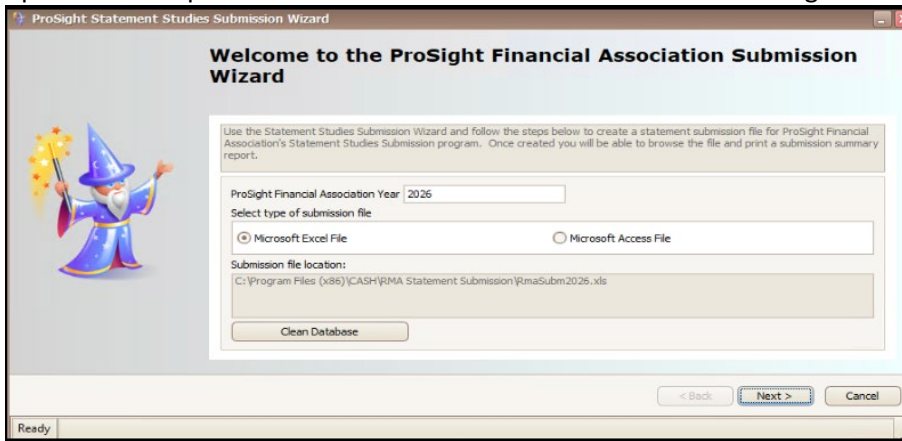 ProSight Statement Studies Submission Wizard
Welcome to the ProSight Financial Association Submission
Wizard
Use the Statement Studies Submission Wizard and follow the steps below to create a statement submission file for ProSight Financial
Association's Statement Studies Submission program. Once created you will be able to browse the file and print a submission summary
report.
ProSight Financial Association Year 2026
Select type of submission file
Microsoft Excel File Microsoft Access File
Submission file location:
C:\Program Files (x86)\CASH\RMA Statement Submission\RmaSubm2026.xls
Clean Database
< Back Next > Cancel
Ready